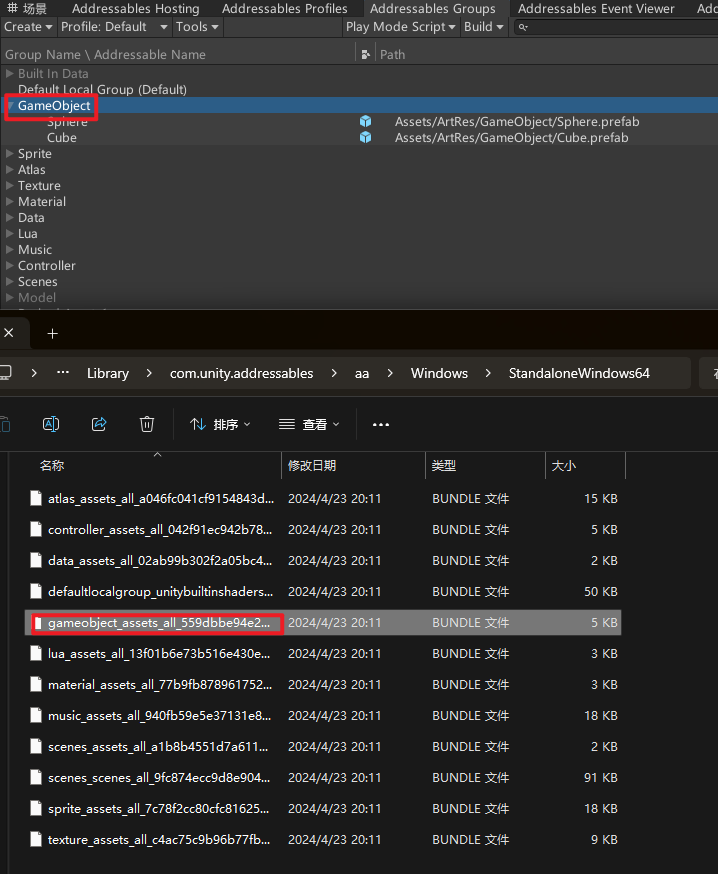 场景 Addressables Hosting Addressables Profiles Addressables Groups Addressables Event Viewer
Create Profile: Default Tools Play Mode Script Build
Group Name \ Addressable Name Path
Built In Data
Default Local Group (Default)
GameObject
Sphere Assets/ArtRes/GameObject/Sphere.prefab
Cube Assets/ArtRes/GameObject/Cube.prefab
Sprite
Atlas
Texture
Material
Data
Lua
Music
Controller
Scenes
Model
× +
> ··· Library > com.unity.addressables > aa > Windows > StandaloneWindows64
排序 查看 ···
名称 修改日期 类型 大小
atlas_assets_all_a046fc041cf9154843d... 2024/4/23 20:11 BUNDLE 文件 15 KB
controller_assets_all_042f91ec942b78... 2024/4/23 20:11 BUNDLE 文件 5 KB
data_assets_all_02ab99b302f2a05bc4... 2024/4/23 20:11 BUNDLE 文件 2 KB
defaultlocalgroup_unitybuiltinshaders... 2024/4/23 20:11 BUNDLE 文件 50 KB
gameobject_assets_all_559dbbe94e2... 2024/4/23 20:11 BUNDLE 文件 5 KB
lua_assets_all_13f01b6e73b516e430e... 2024/4/23 20:11 BUNDLE 文件 3 KB
material_assets_all_77b9fb878961752... 2024/4/23 20:11 BUNDLE 文件 3 KB
music_assets_all_940fb59e5e37131e8... 2024/4/23 20:11 BUNDLE 文件 18 KB
scenes_assets_all_a1b8b4551d7a611... 2024/4/23 20:11 BUNDLE 文件 2 KB
scenes_scenes_all_9fc874ecc9d8e904... 2024/4/23 20:11 BUNDLE 文件 91 KB
sprite_assets_all_7c78f2cc80cfc81625... 2024/4/23 20:11 BUNDLE 文件 18 KB
texture_assets_all_c4ac75c9b96b77fb... 2024/4/23 20:11 BUNDLE 文件 9 KB